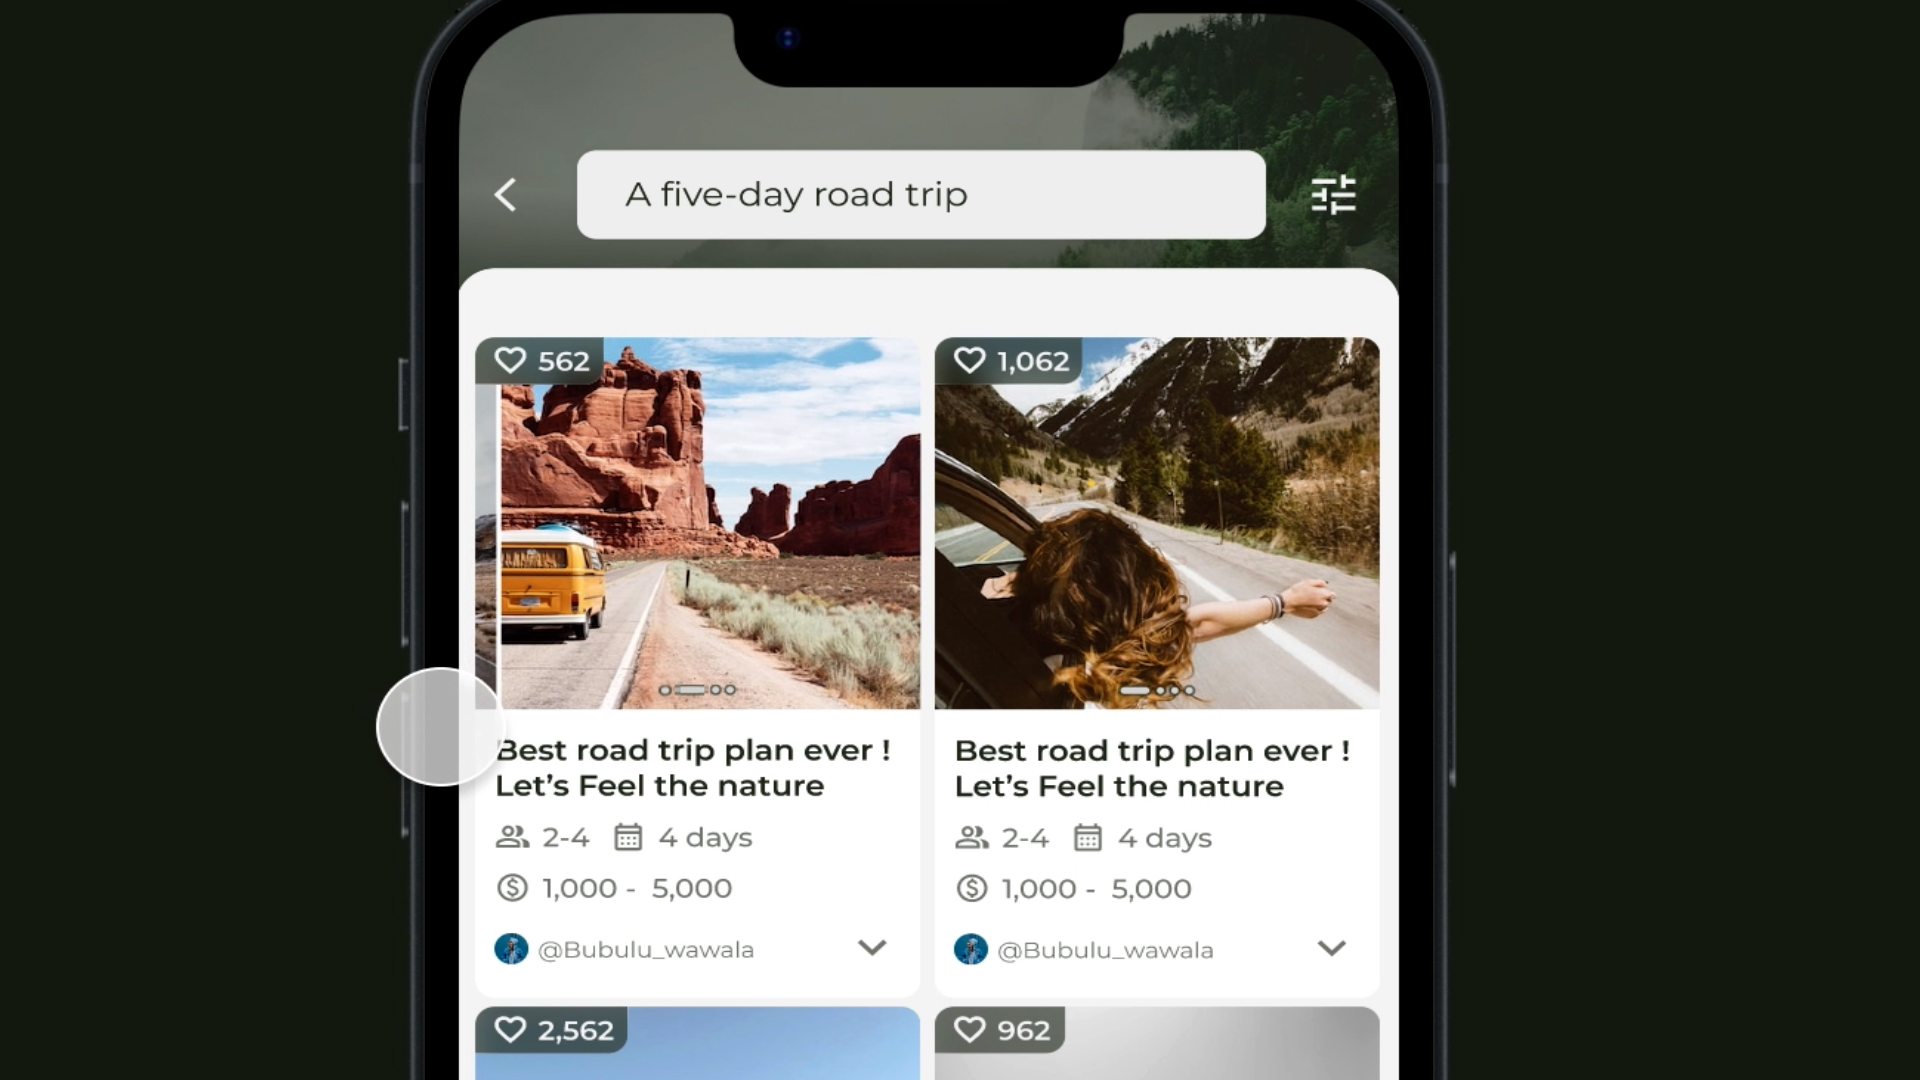 A five-day road trip
562
1,062
Best road trip plan ever !
Let's Feel the nature
2-4 4 days
1,000 - 5,000
@Bubulu_wawala
Best road trip plan ever !
Let's Feel the nature
2-4 4 days
1,000 - 5,000
@Bubulu_wawala
2,562
962